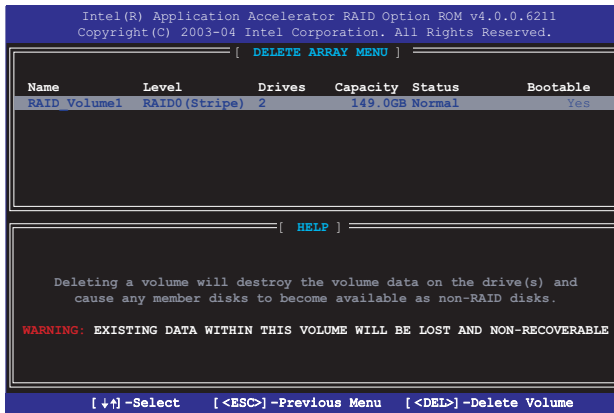 Intel(R) Application Accelerator RAID Option ROM v4.0.0.6211
Copyright(C) 2003-04 Intel Corporation. All Rights Reserved.
[ DELETE ARRAY MENU ]
Name Level Drives Capacity Status Bootable
RAID_Volume1 RAID0(Stripe) 2 149.0GB Normal Yes
[ HELP ]
Deleting a volume will destroy the volume data on the drive(s) and
cause any member disks to become available as non-RAID disks.
WARNING: EXISTING DATA WITHIN THIS VOLUME WILL BE LOST AND NON-RECOVERABLE
[↓↑]-Select [<ESC>]-Previous Menu [<DEL>]-Delete Volume